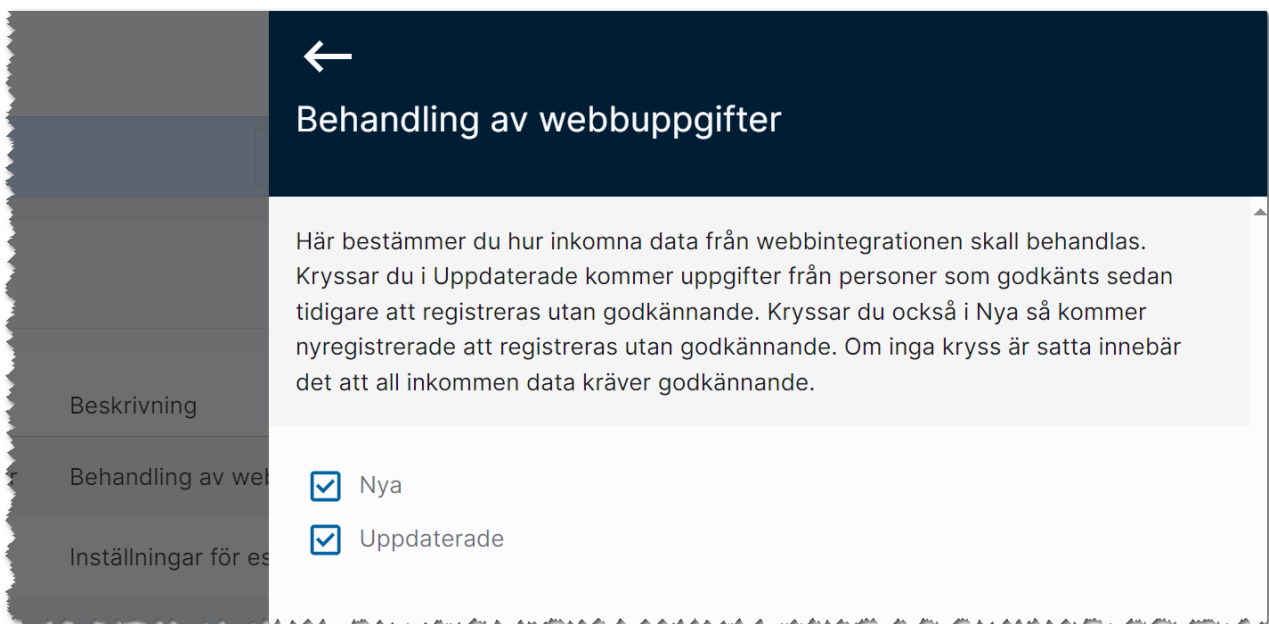 Behandling av webbuppgifter
Här bestämmer du hur inkomna data från webbintegrationen skall behandlas.
Kryssar du i Uppdaterade kommer uppgifter från personer som godkänts sedan
tidigare att registreras utan godkännande. Kryssar du också i Nya så kommer
nyregistrerade att registreras utan godkännande. Om inga kryss är satta innebär
det att all inkommen data kräver godkännande.
Beskrivning
Behandling av
Inställningar för
Nya
Uppdaterade